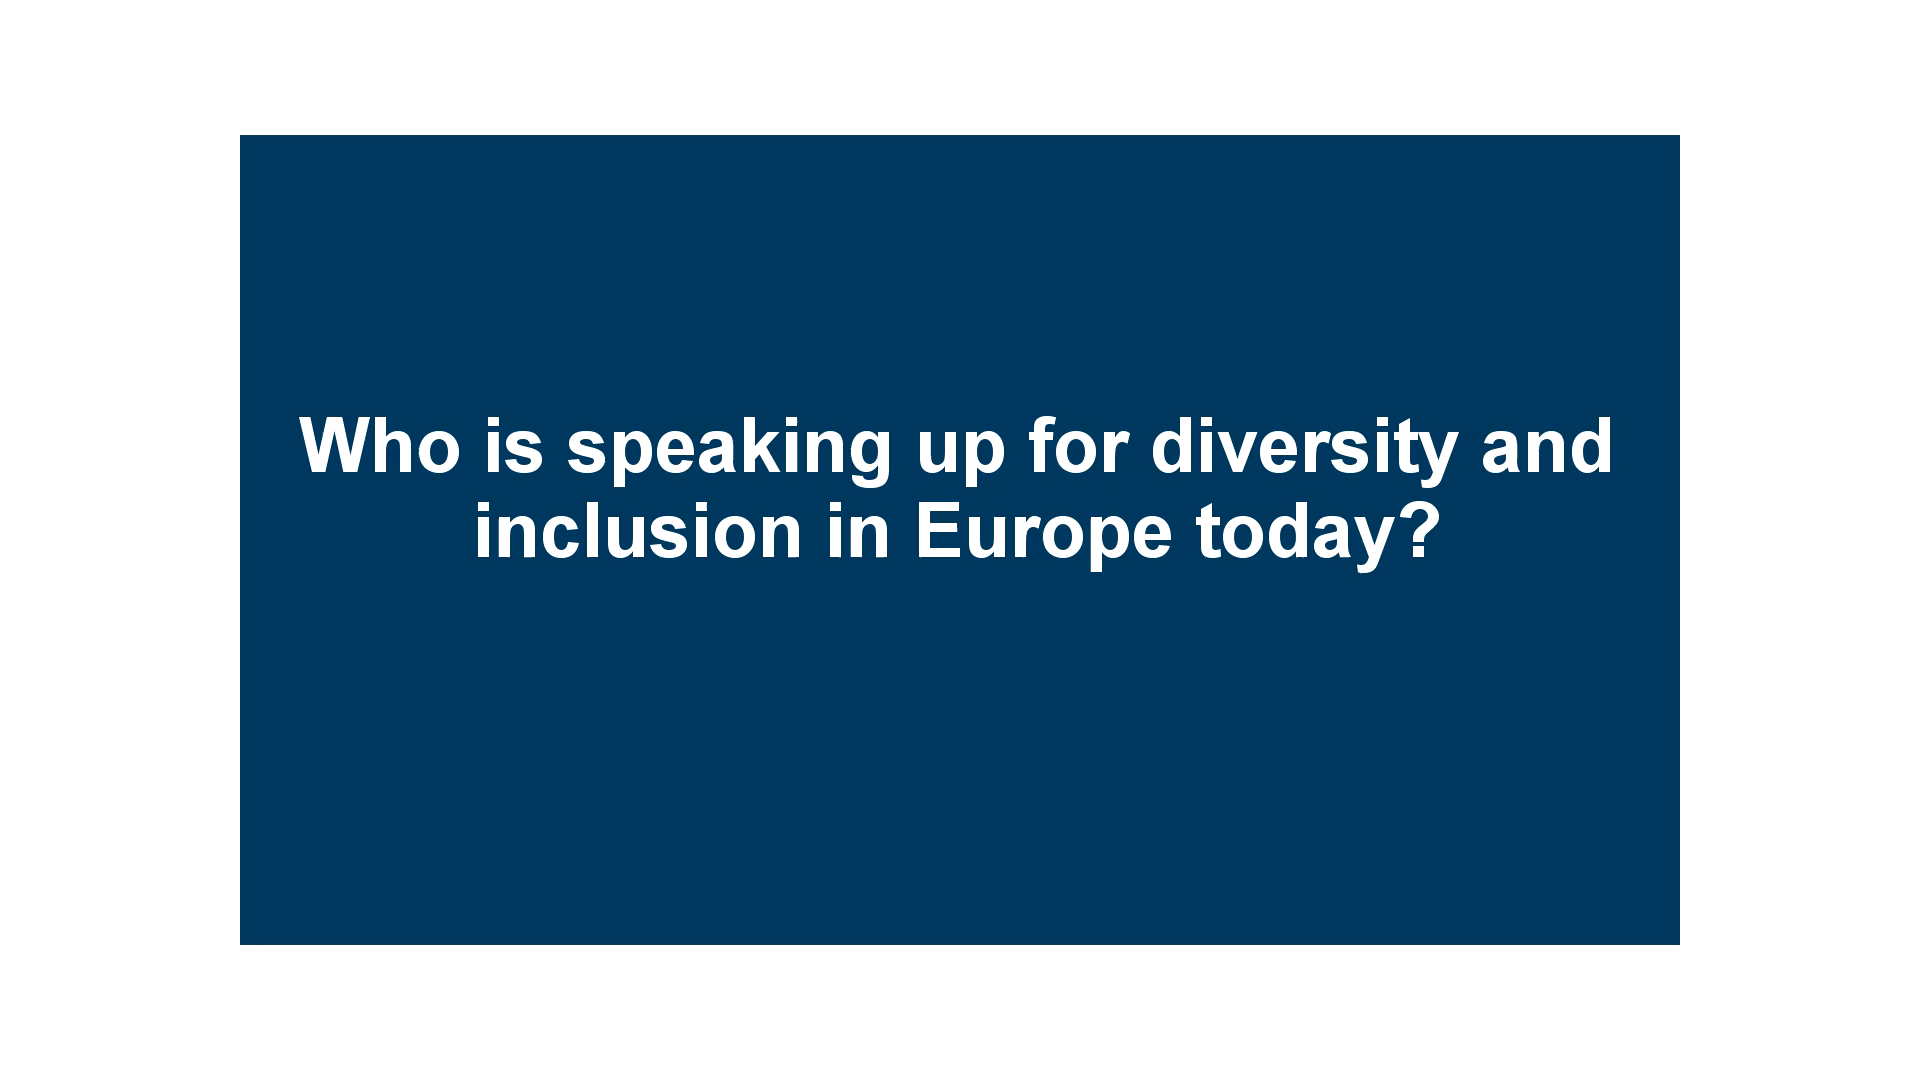 Who is speaking up for diversity and
inclusion in Europe today?